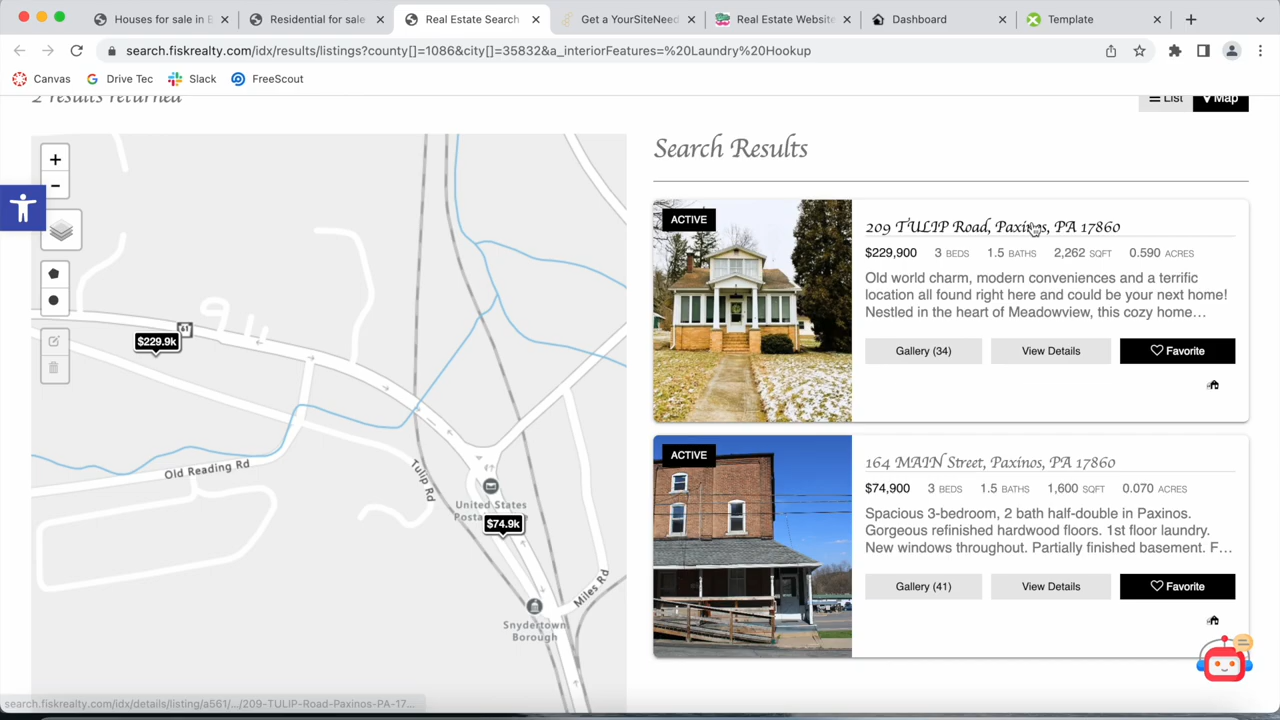 Houses for sale in B
Residential for sale
Real Estate Search
Get a YourSiteNeed
Real Estate Website
Dashboard
Template
search.fiskrealty.com/idx/results/listings?county[]=1086&city[]=35832&a_interiorFeatures=%20Laundry%20Hookup
Canvas
Drive Tec
Slack
FreeScout
2 results returned
List
Map
+
−
61
$229.9k
Old Reading Rd
Tulip Rd
United States
Posta
$74.9k
Miles Rd
Snydertown
Borough
Search Results
ACTIVE
209 TULIP Road, Paxinos, PA 17860
$229,900 3 BEDS 1.5 BATHS 2,262 SQFT 0.590 ACRES
Old world charm, modern conveniences and a terrific
location all found right here and could be your next home!
Nestled in the heart of Meadowview, this cozy home…
Gallery (34)
View Details
Favorite
ACTIVE
164 MAIN Street, Paxinos, PA 17860
$74,900 3 BEDS 1.5 BATHS 1,600 SQFT 0.070 ACRES
Spacious 3-bedroom, 2 bath half-double in Paxinos.
Gorgeous refinished hardwood floors. 1st floor laundry.
New windows throughout. Partially finished basement. F…
Gallery (41)
View Details
Favorite
search.fiskrealty.com/idx/details/listing/a561/…/209-TULIP-Road-Paxinos-PA-17...